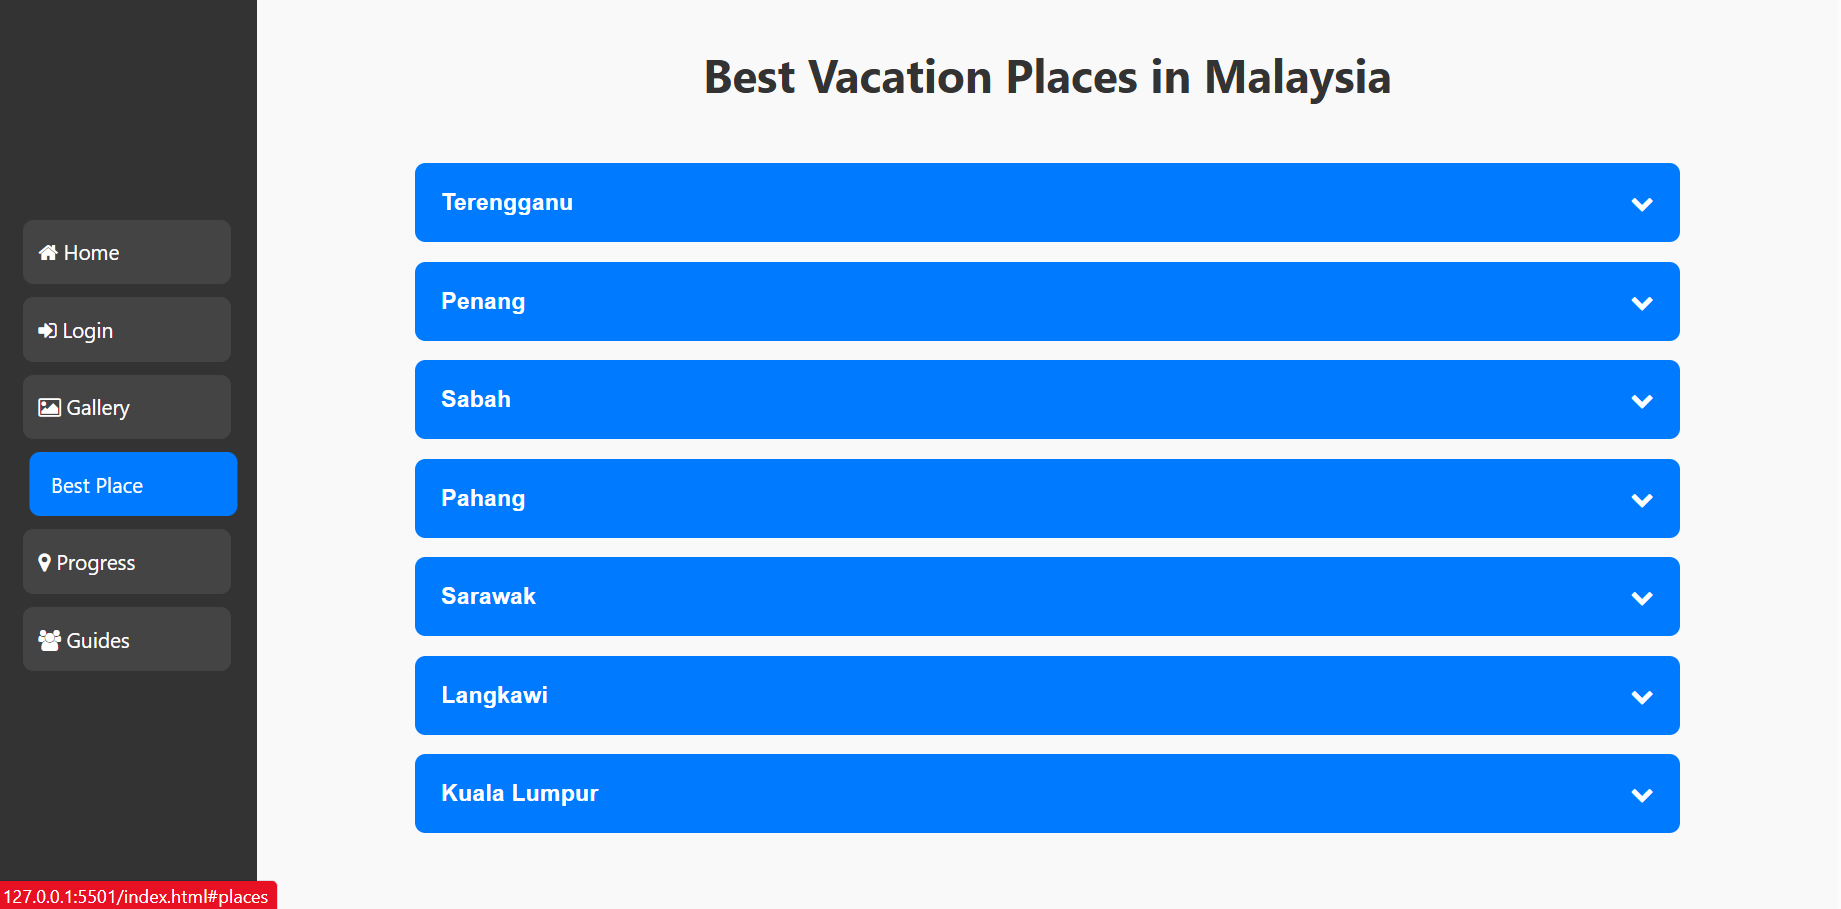 Home
Login
Gallery
Best Place
Progress
Guides
Best Vacation Places in Malaysia
Terengganu
Penang
Sabah
Pahang
Sarawak
Langkawi
Kuala Lumpur
127.0.0.1:5501/index.html#places